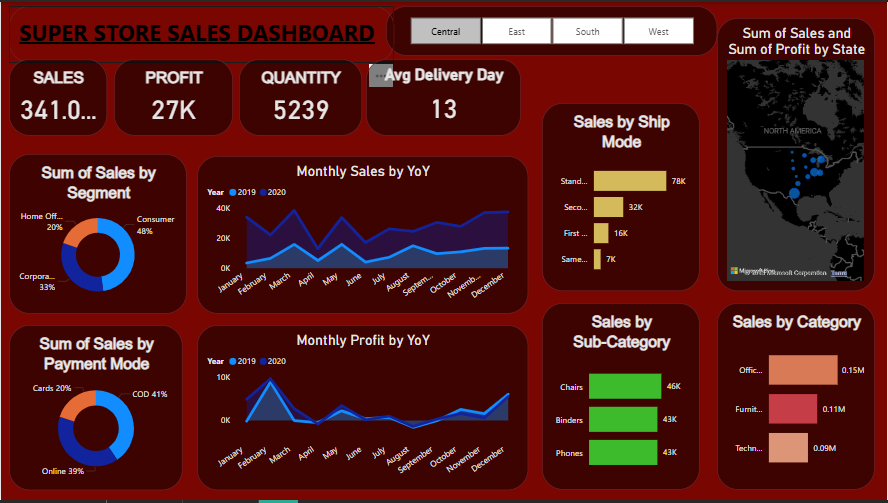 SUPER STORE SALES DASHBOARD
Central
East
South
West
SALES
341.0...
PROFIT
27K
QUANTITY
5239
Avg Delivery Day
13
Sum of Sales by
Segment
Home Off...
20%
Consumer
48%
Corpora...
33%
Monthly Sales by YoY
Year 2019 2020
40K
20K
0K
January
February
March
April
May
June
July
August
Septem...
October
Novemb...
December
Sales by Ship
Mode
Stand... 78K
Seco... 32K
First ... 16K
Same... 7K
Sum of Sales and
Sum of Profit by State
NORTH AMERICA
Microsoft Corporation Terms
Sum of Sales by
Payment Mode
Cards 20%
COD 41%
Online 39%
Monthly Profit by YoY
Year 2019 2020
10K
0K
January
February
March
April
May
June
July
August
September
October
November
December
Sales by
Sub-Category
Chairs 46K
Binders 43K
Phones 43K
Sales by Category
Offic... 0.15M
Furnit... 0.11M
Techn... 0.09M